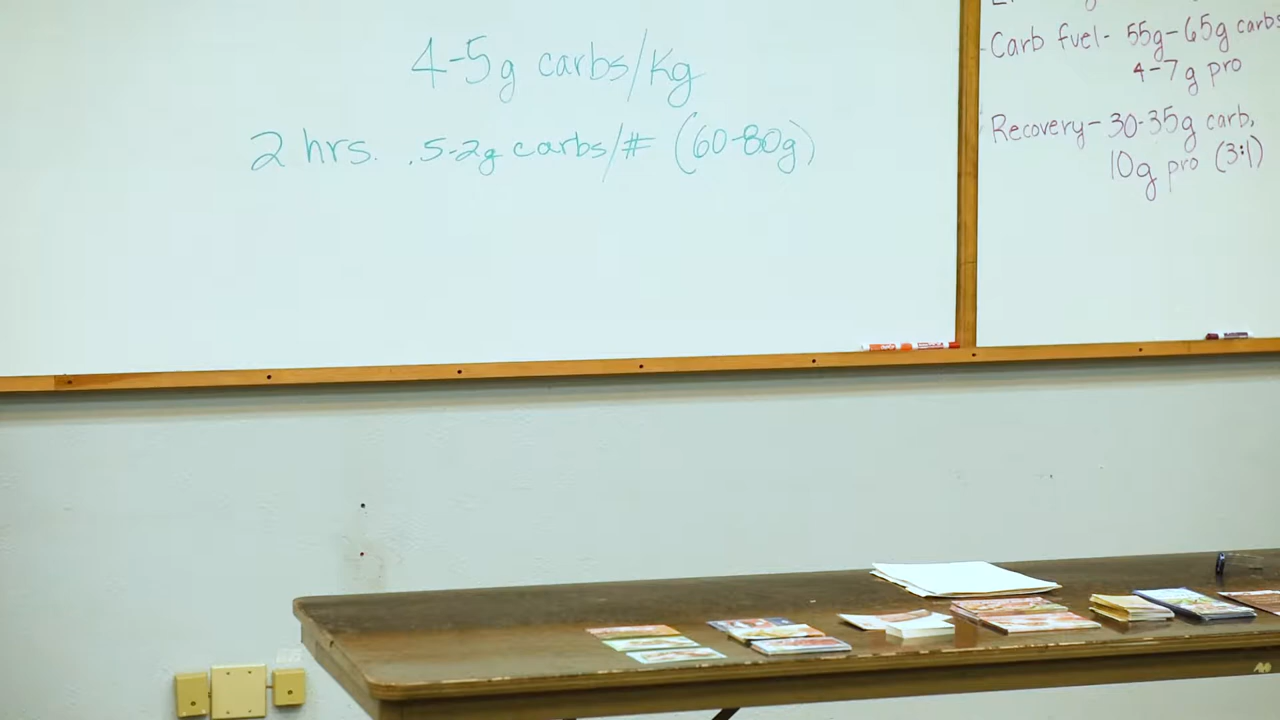 4-5g carbs/Kg
2 hrs. .5-2g carbs/# (60-80g)
Carb fuel- 55g-65g carbs
4-7g pro
Recovery- 30-35g carb,
10g pro (3:1)